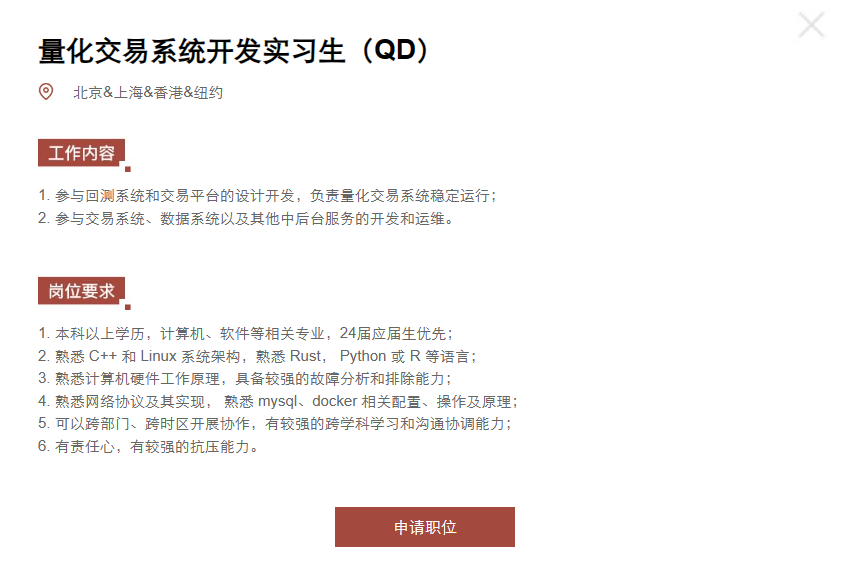 量化交易系统开发实习生（QD）
北京&上海&香港&纽约
工作内容
1. 参与回测系统和交易平台的设计开发，负责量化交易系统稳定运行；
2. 参与交易系统、数据系统以及其他中后台服务的开发和运维。
岗位要求
1. 本科以上学历，计算机、软件等相关专业，24届应届生优先；
2. 熟悉 C++ 和 Linux 系统架构，熟悉 Rust， Python 或 R 等语言；
3. 熟悉计算机硬件工作原理，具备较强的故障分析和排除能力；
4. 熟悉网络协议及其实现， 熟悉 mysql、docker 相关配置、操作及原理；
5. 可以跨部门、跨时区开展协作，有较强的跨学科学习和沟通协调能力；
6. 有责任心，有较强的抗压能力。
申请职位